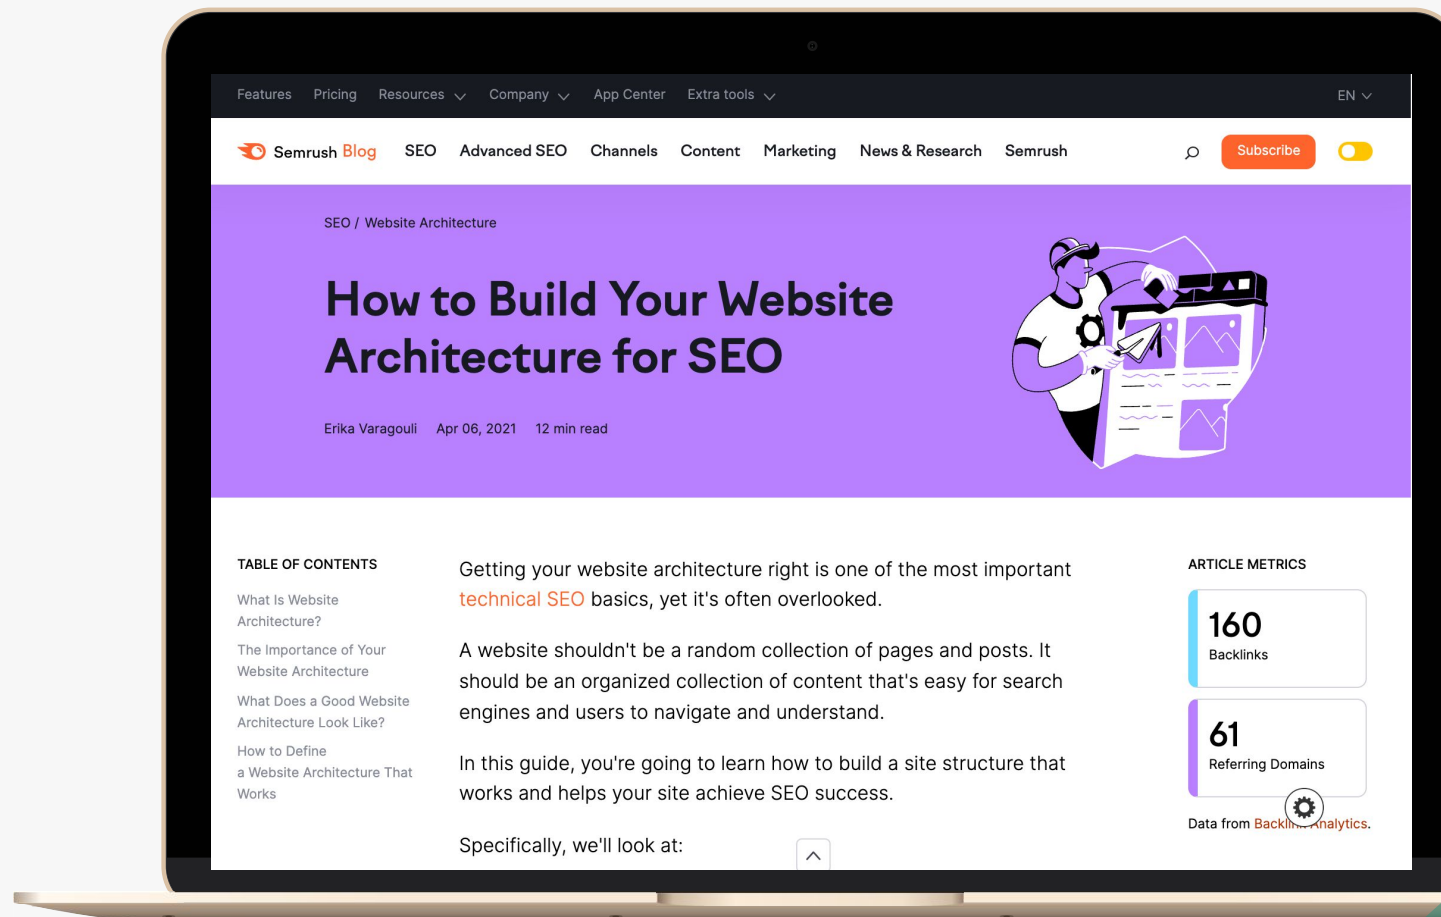 Features Pricing Resources Company App Center Extra tools EN
Semrush Blog SEO Advanced SEO Channels Content Marketing News & Research Semrush Subscribe
SEO / Website Architecture
How to Build Your Website
Architecture for SEO
Erika Varagouli Apr 06, 2021 12 min read
TABLE OF CONTENTS
What Is Website
Architecture?
The Importance of Your
Website Architecture
What Does a Good Website
Architecture Look Like?
How to Define
a Website Architecture That
Works
Getting your website architecture right is one of the most important
technical SEO basics, yet it's often overlooked.
A website shouldn't be a random collection of pages and posts. It
should be an organized collection of content that's easy for search
engines and users to navigate and understand.
In this guide, you're going to learn how to build a site structure that
works and helps your site achieve SEO success.
Specifically, we'll look at:
ARTICLE METRICS
160
Backlinks
61
Referring Domains
Data from Backlink Analytics.